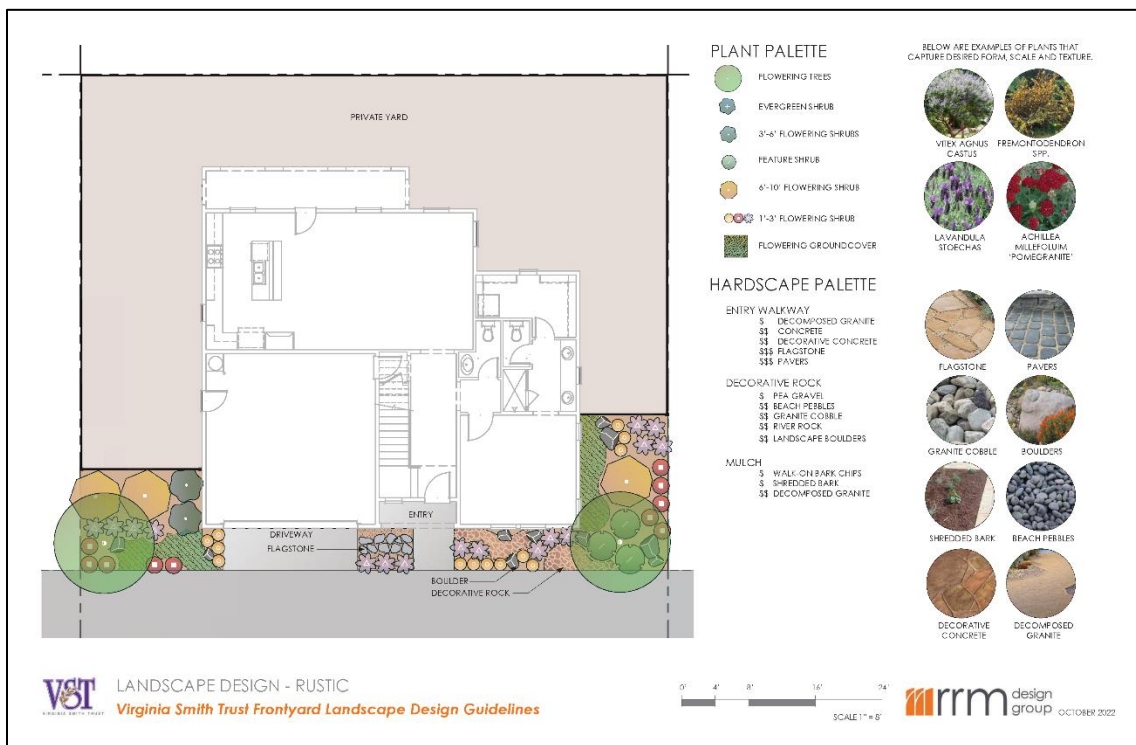 PRIVATE YARD
DRIVEWAY
FLAGSTONE
ENTRY
BOULDER
DECORATIVE ROCK
PLANT PALETTE
FLOWERING TREES
EVERGREEN SHRUB
3'-6' FLOWERING SHRUBS
FEATURE SHRUB
6'-10' FLOWERING SHRUB
1'-3' FLOWERING SHRUB
FLOWERING GROUNDCOVER
HARDSCAPE PALETTE
ENTRY WALKWAY
$ DECOMPOSED GRANITE
$$ CONCRETE
$$ DECORATIVE CONCRETE
$$$ FLAGSTONE
$$$ PAVERS
DECORATIVE ROCK
$ PEA GRAVEL
$$ BEACH PEBBLES
$$ GRANITE COBBLE
$$ RIVER ROCK
$$ LANDSCAPE BOULDERS
MULCH
$ WALK-ON BARK CHIPS
$ SHREDDED BARK
$$ DECOMPOSED GRANITE
BELOW ARE EXAMPLES OF PLANTS THAT
CAPTURE DESIRED FORM, SCALE AND TEXTURE.
VITEX AGNUS
CASTUS
FREMONTODENDRON
SPP.
LAVANDULA
STOECHAS
ACHILLEA
MILLEFOLUIM
'POMEGRANITE'
FLAGSTONE
PAVERS
GRANITE COBBLE
BOULDERS
SHREDDED BARK
BEACH PEBBLES
DECORATIVE
CONCRETE
DECOMPOSED
GRANITE
VST
VIRGINIA SMITH TRUST
LANDSCAPE DESIGN - RUSTIC
Virginia Smith Trust Frontyard Landscape Design Guidelines
0' 4' 8' 16' 24'
SCALE 1" = 8'
rrm design
group
OCTOBER 2022